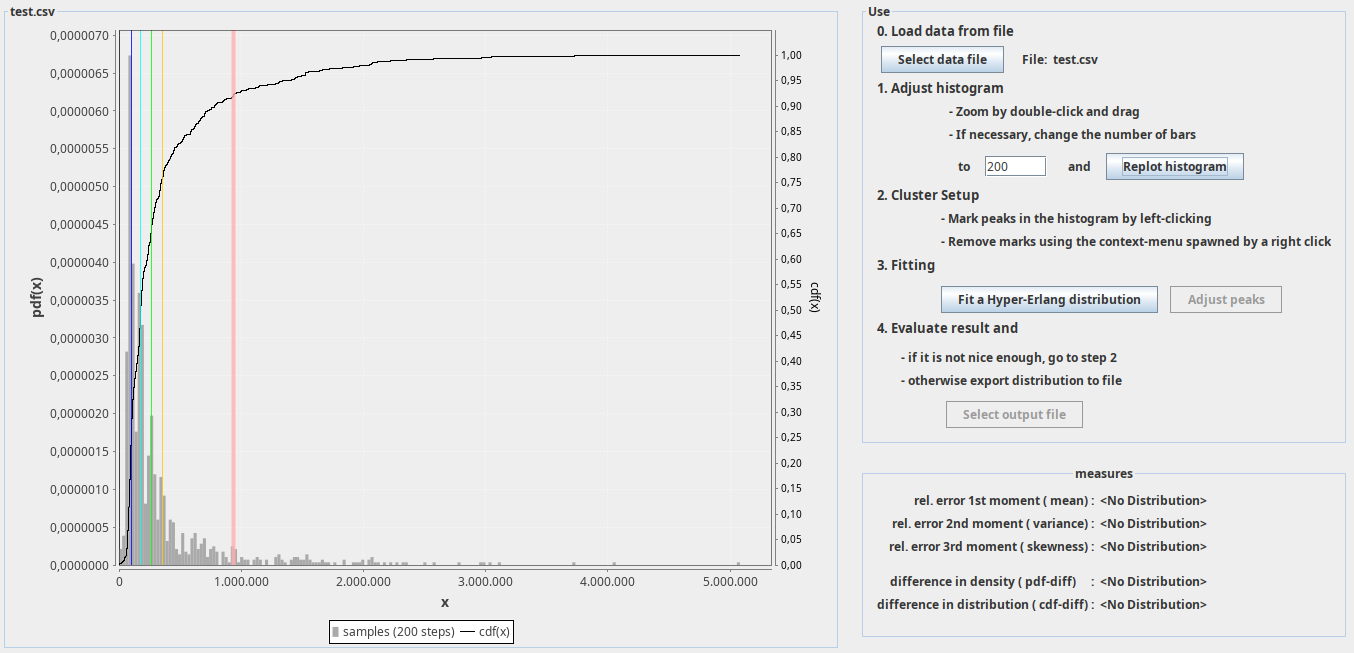 test.csv
0,0000070
0,0000065
0,0000060
0,0000055
0,0000050
0,0000045
0,0000040
0,0000035
0,0000030
0,0000025
0,0000020
0,0000015
0,0000010
0,0000005
0,0000000
pdf(x)
0
1.000.000
2.000.000
3.000.000
4.000.000
5.000.000
x
1,00
0,95
0,90
0,85
0,80
0,75
0,70
0,65
0,60
0,55
0,50
0,45
0,40
0,35
0,30
0,25
0,20
0,15
0,10
0,05
0,00
cdf(x)
samples (200 steps) cdf(x)
Use
0. Load data from file
Select data file File: test.csv
1. Adjust histogram
- Zoom by double-click and drag
- If necessary, change the number of bars
to 200 and Replot histogram
2. Cluster Setup
- Mark peaks in the histogram by left-clicking
- Remove marks using the context-menu spawned by a right click
3. Fitting
Fit a Hyper-Erlang distribution Adjust peaks
4. Evaluate result and
- if it is not nice enough, go to step 2
- otherwise export distribution to file
Select output file
measures
rel. error 1st moment ( mean) : <No Distribution>
rel. error 2nd moment ( variance) : <No Distribution>
rel. error 3rd moment ( skewness) : <No Distribution>
difference in density ( pdf-diff) : <No Distribution>
difference in distribution ( cdf-diff) : <No Distribution>